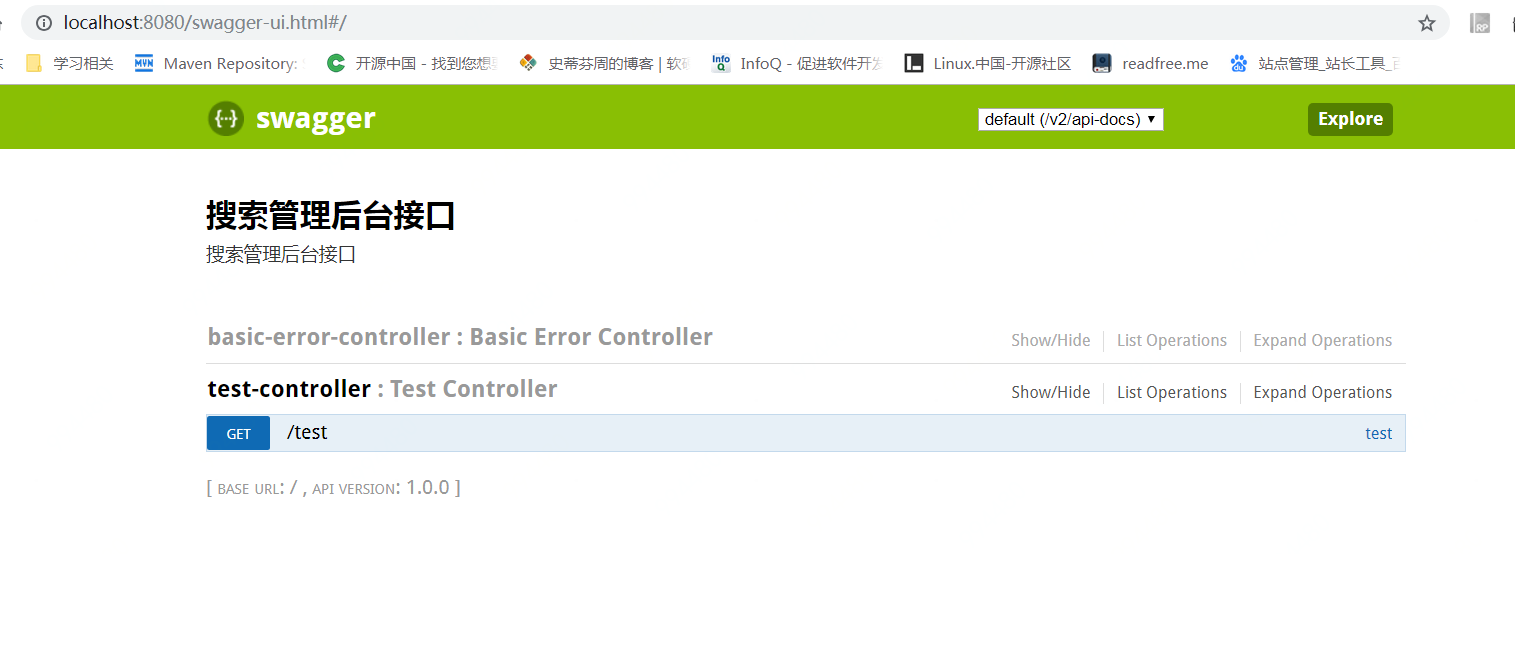 localhost:8080/swagger-ui.html#/
学习相关 Maven Repository: 开源中国 - 找到您想 史蒂芬周的博客 | 软 InfoQ - 促进软件开发 Linux.中国-开源社区 readfree.me 站点管理_站长工具_
swagger default (/v2/api-docs) Explore
搜索管理后台接口
搜索管理后台接口
basic-error-controller : Basic Error Controller Show/Hide List Operations Expand Operations
test-controller : Test Controller Show/Hide List Operations Expand Operations
GET /test test
[ BASE URL: / , API VERSION: 1.0.0 ]